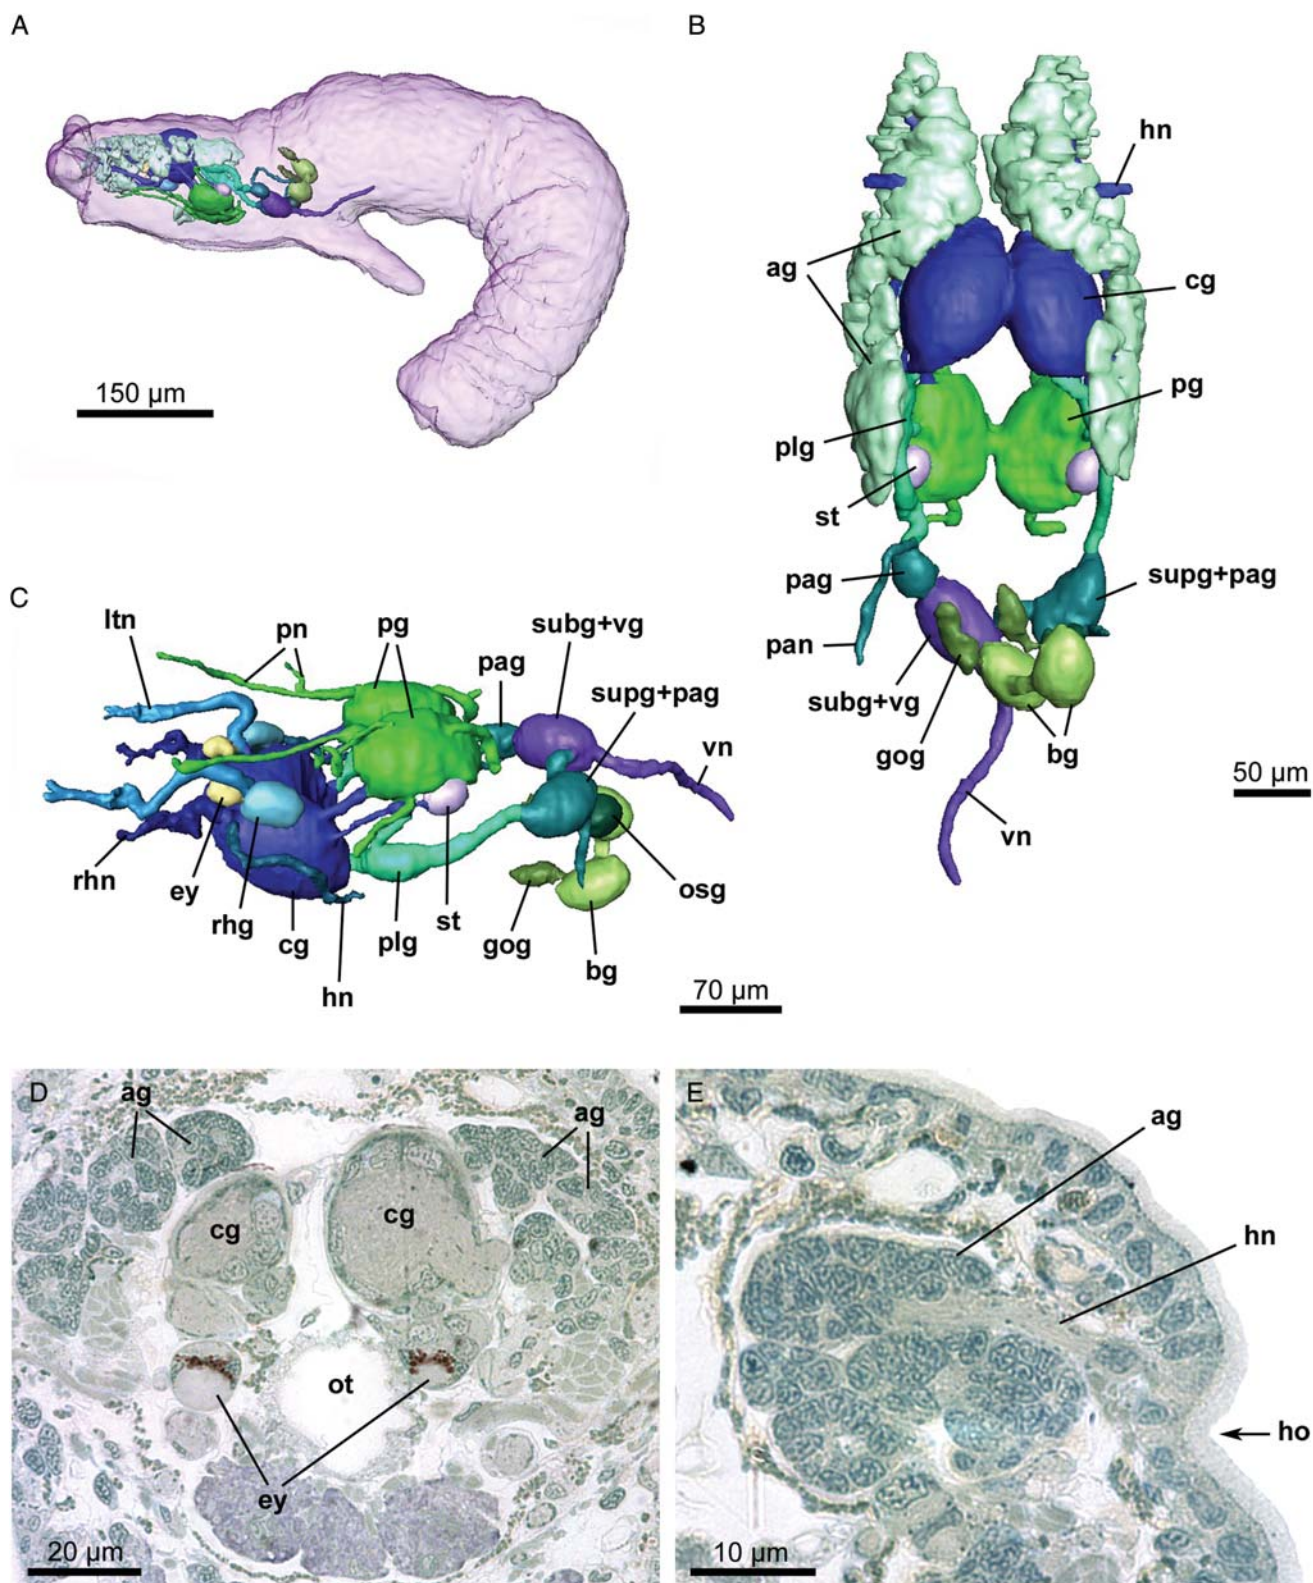 A
150 µm
B
hn
ag
cg
pg
plg
st
pag
supg+pag
pan
subg+vg
gog
bg
vn
50 µm
C
ltn
pn
pg
subg+vg
pag
supg+pag
vn
rhn
ey
rhg
cg
hn
plg
st
gog
bg
osg
70 µm
D
ag
ag
cg
cg
ot
ey
20 µm
E
ag
hn
ho
10 µm